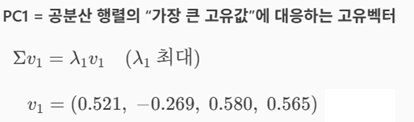 PC1 = 공분산 행렬의 “가장 큰 고유값”에 대응하는 고유벡터
Σv₁ = λ₁v₁ (λ₁ 최대)
v₁ = (0.521, −0.269, 0.580, 0.565)